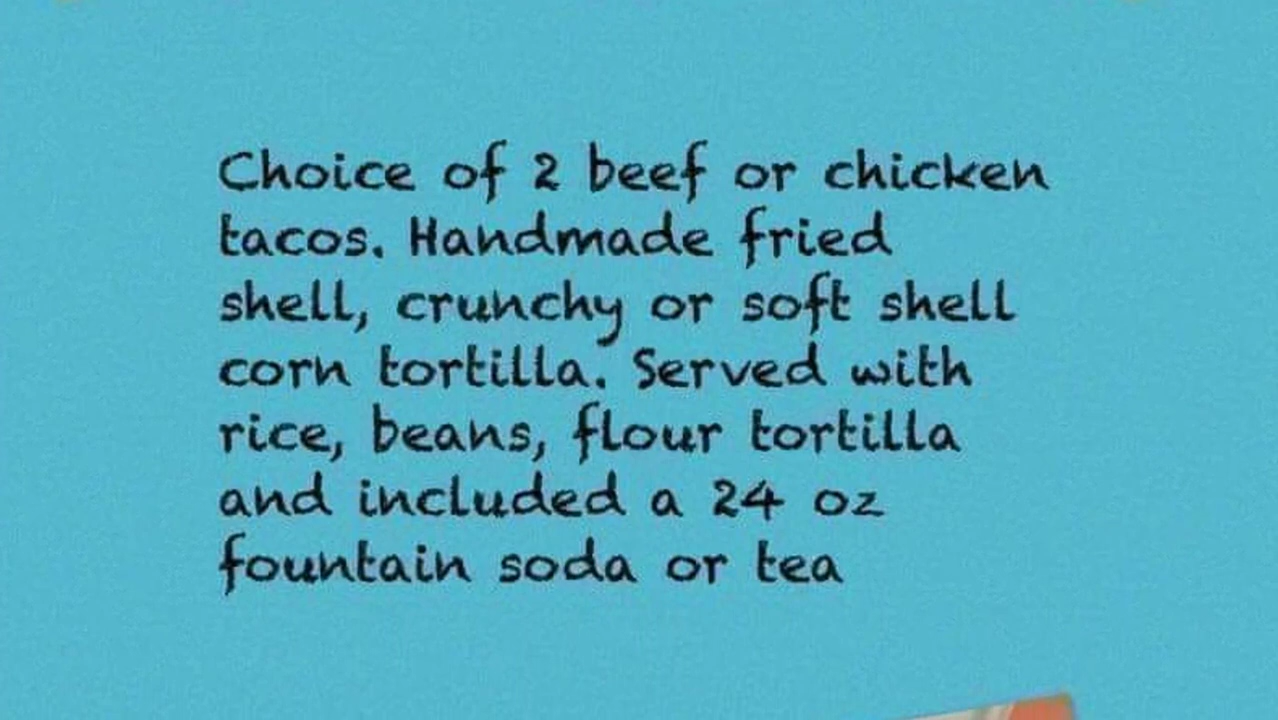 Choice of 2 beef or chicken
tacos. Handmade fried
shell, crunchy or soft shell
corn tortilla. Served with
rice, beans, flour tortilla
and included a 24 oz
fountain soda or tea